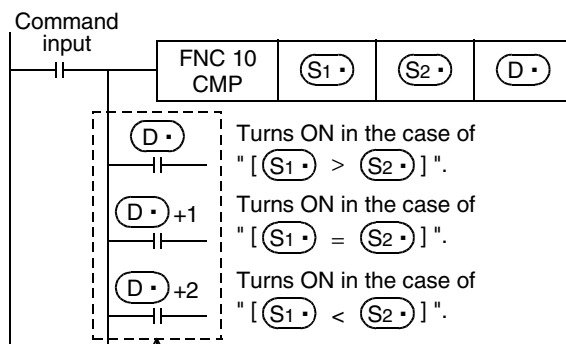 Command
input
FNC 10
CMP
S1 ·
S2 ·
D ·
D ·
Turns ON in the case of
" [ S1 · > S2 · ] ".
D · +1
Turns ON in the case of
" [ S1 · = S2 · ] ".
D · +2
Turns ON in the case of
" [ S1 · < S2 · ] ".